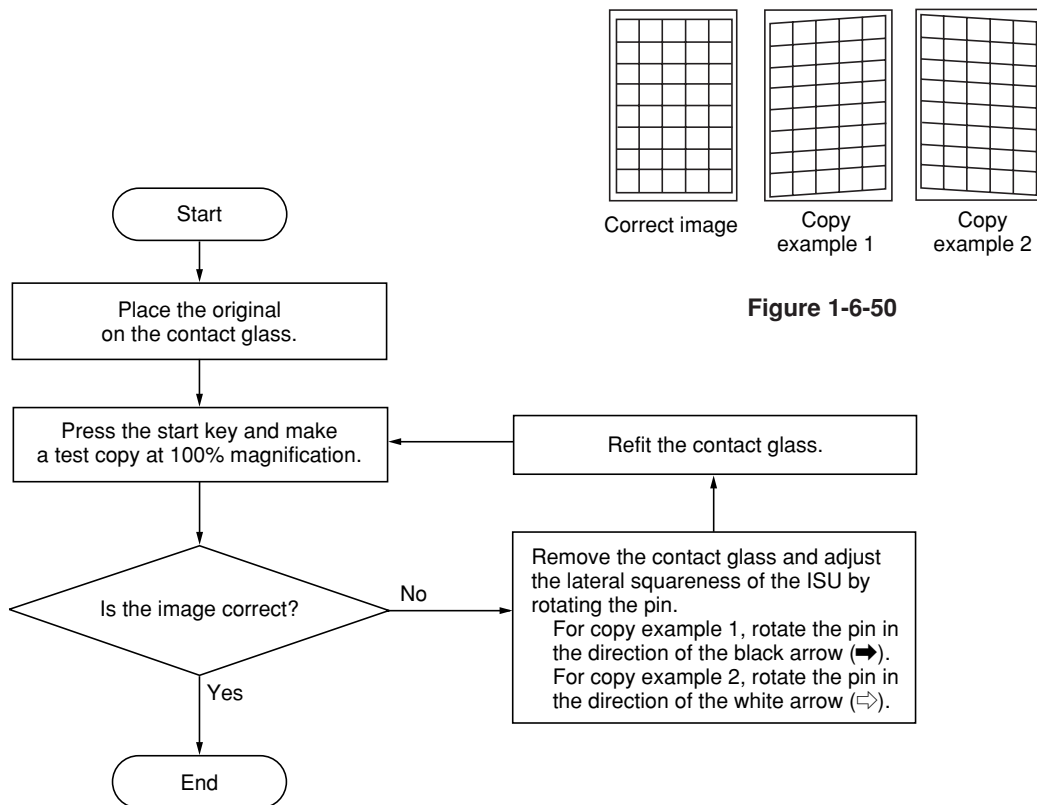 Correct image
Copy
example 1
Copy
example 2
Figure 1-6-50
Start
Place the original
on the contact glass.
Press the start key and make
a test copy at 100% magnification.
Refit the contact glass.
Is the image correct?
No
Remove the contact glass and adjust
the lateral squareness of the ISU by
rotating the pin.
For copy example 1, rotate the pin in
the direction of the black arrow (➡).
For copy example 2, rotate the pin in
the direction of the white arrow (⇨).
Yes
End